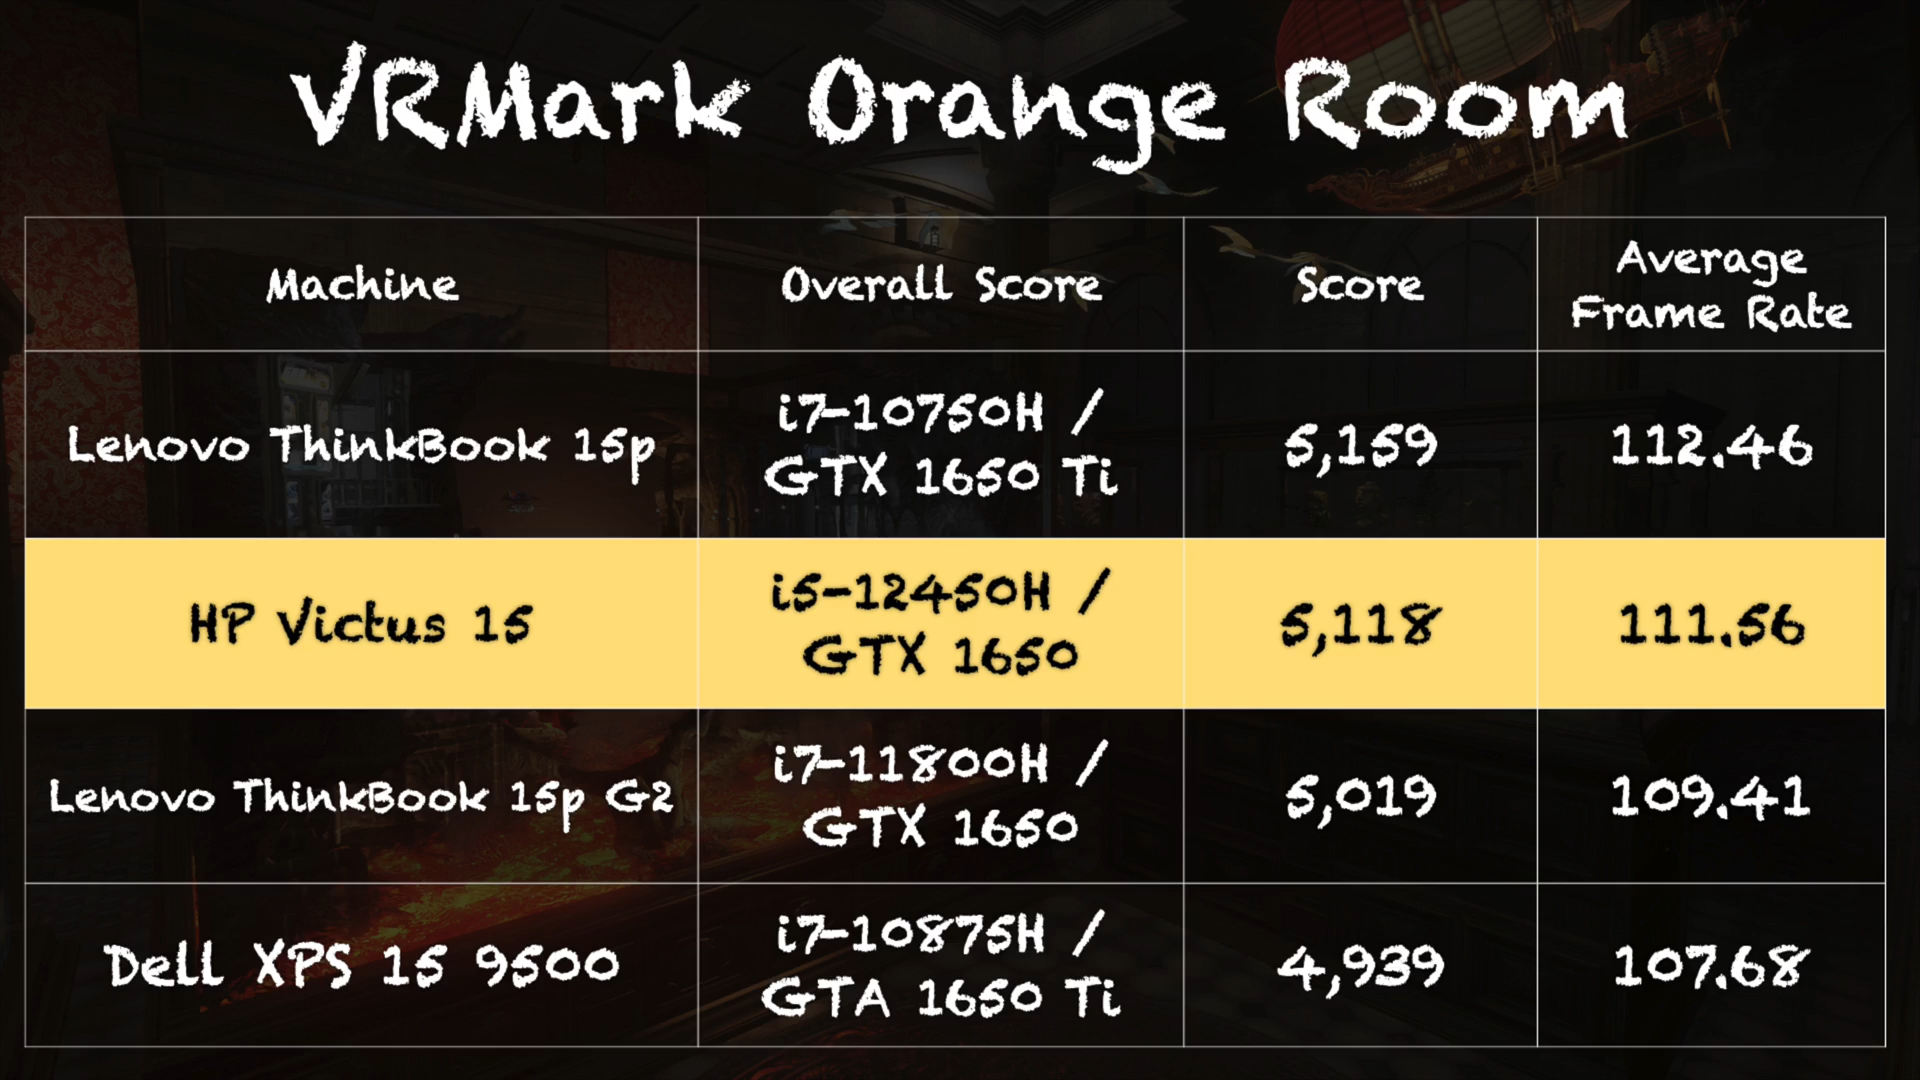 VRMark Orange Room
Machine
Overall Score
Score
Average
Frame Rate
Lenovo ThinkBook 15p
i7-10750H /
GTX 1650 Ti
5,159
112.46
HP Victus 15
i5-12450H /
GTX 1650
5,118
111.56
Lenovo ThinkBook 15p G2
i7-11800H /
GTX 1650
5,019
109.41
Dell XPS 15 9500
i7-10875H /
GTA 1650 Ti
4,939
107.68